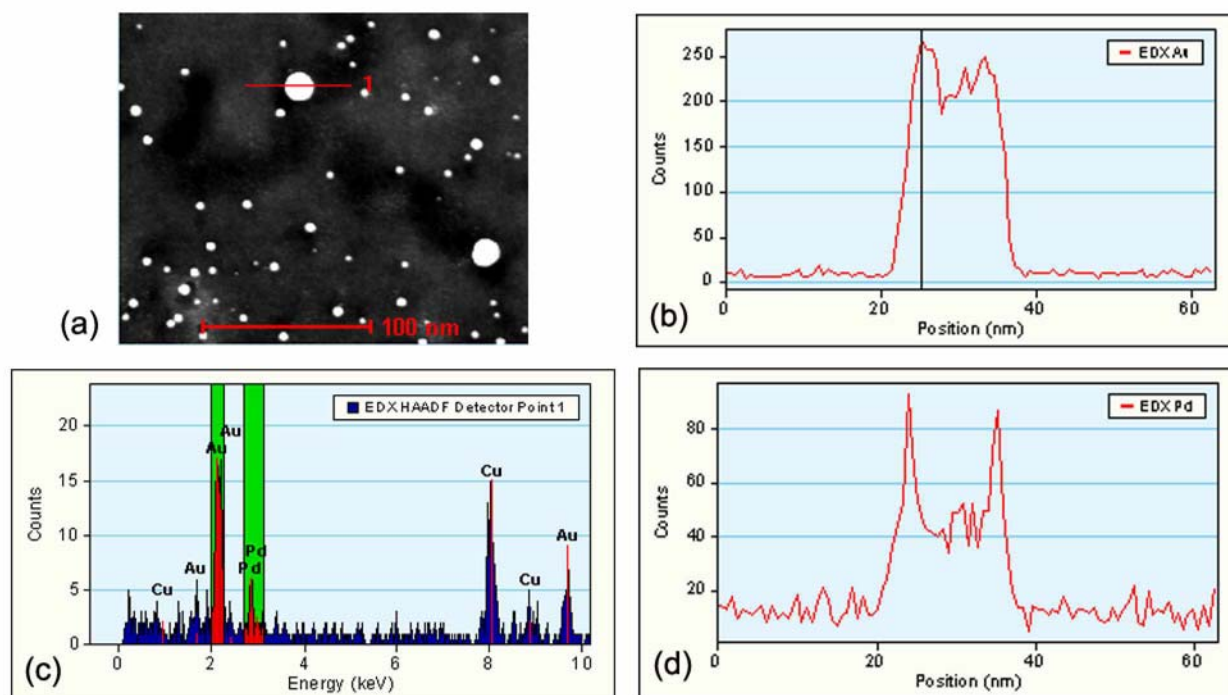 1
100 nm
(a)
EDX Au
250
200
150
100
50
0
Counts
0 20 40 60
Position (nm)
(b)
EDX HAADF Detector Point 1
20
15
10
5
0
Counts
Au
Au
Cu
Pd
Pd
Au
Au
Cu
Cu
0 2 4 6 8 10
Energy (keV)
(c)
EDX Pd
80
60
40
20
Counts
0 20 40 60
Position (nm)
(d)